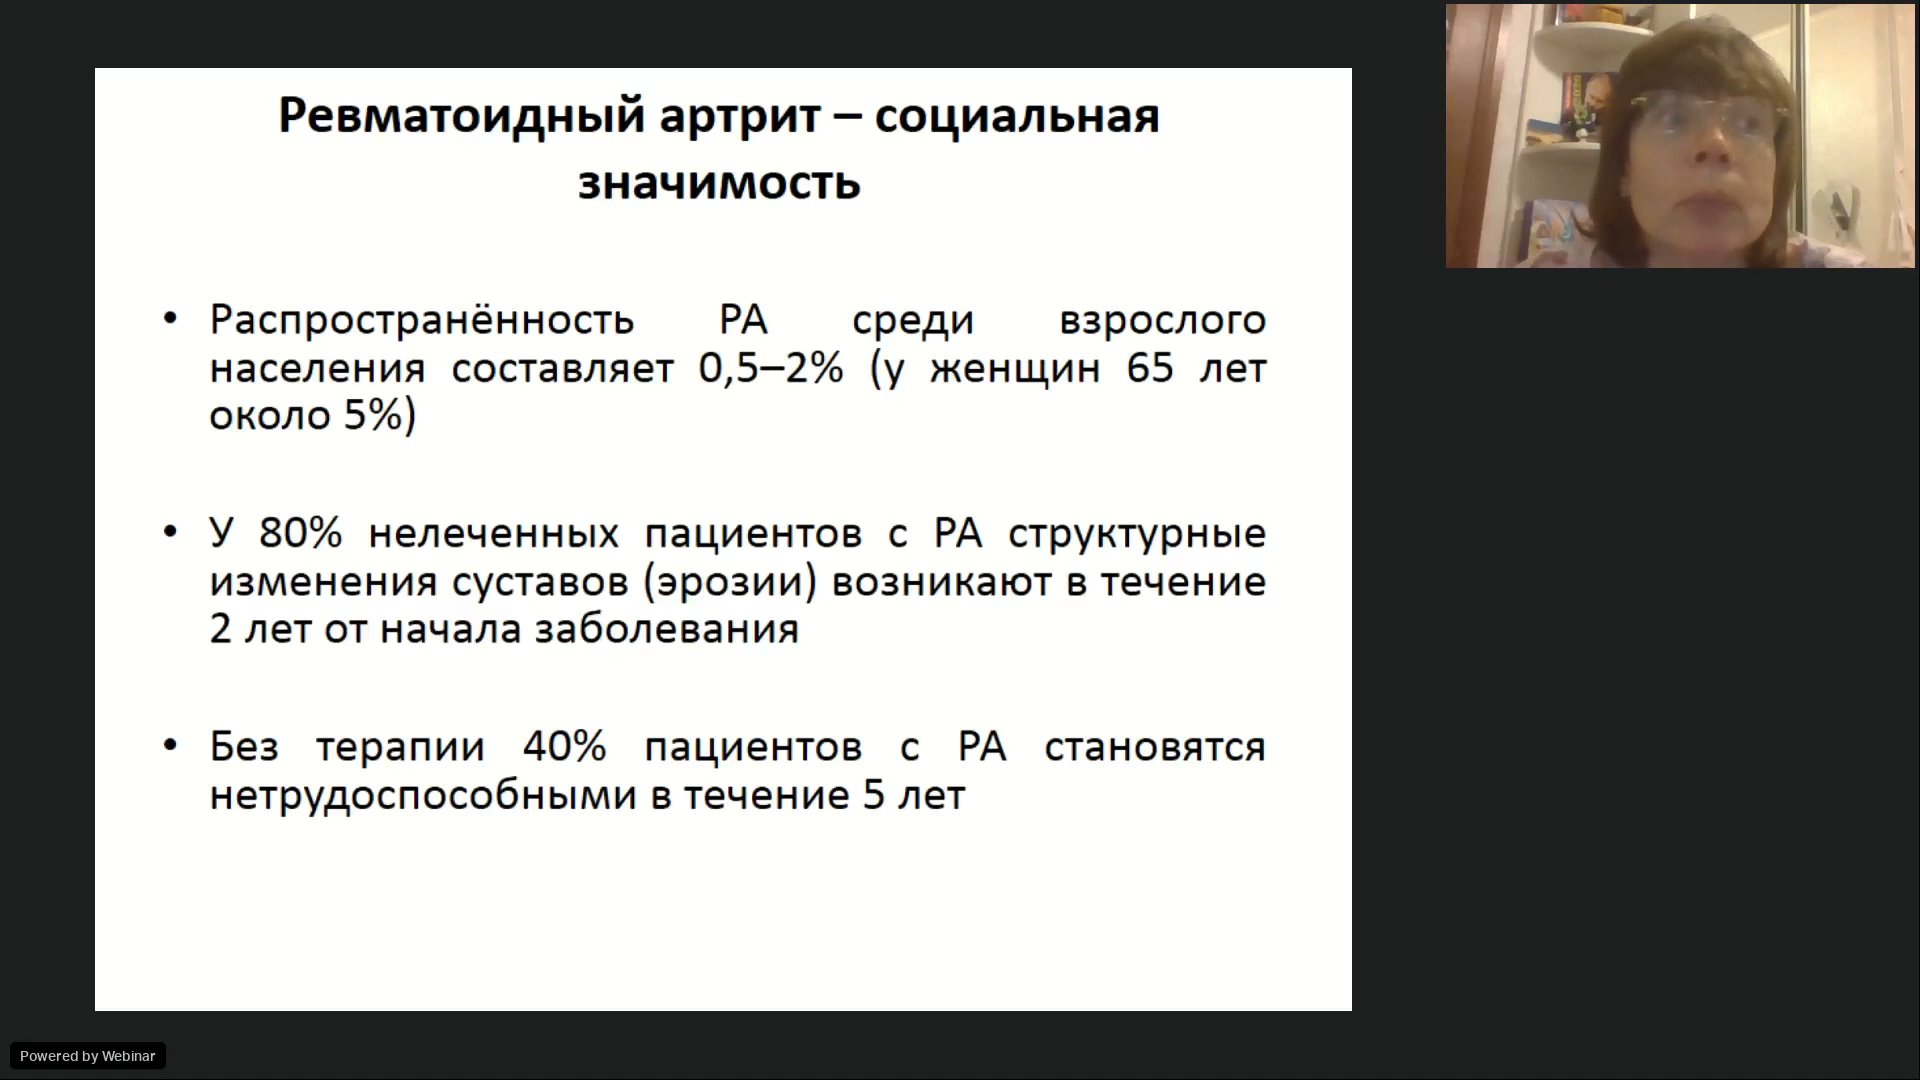 Ревматоидный артрит – социальная
значимость
• Распространённость РА среди взрослого
населения составляет 0,5–2% (у женщин 65 лет
около 5%)
• У 80% нелеченных пациентов с РА структурные
изменения суставов (эрозии) возникают в течение
2 лет от начала заболевания
• Без терапии 40% пациентов с РА становятся
нетрудоспособными в течение 5 лет
Powered by Webinar